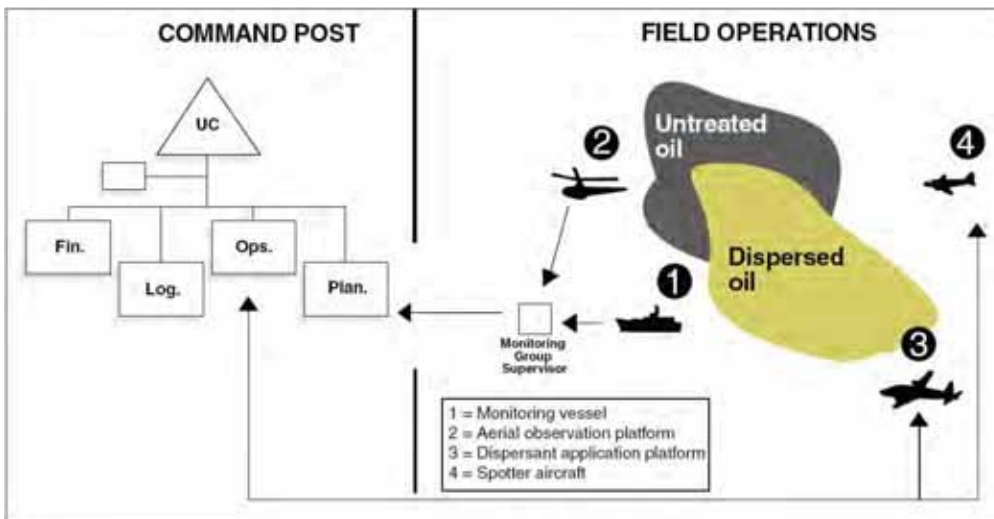 COMMAND POST
UC
Fin.
Log.
Ops.
Plan.
FIELD OPERATIONS
Untreated
oil
2
4
Dispersed
oil
1
3
Monitoring
Group
Supervisor
1 = Monitoring vessel
2 = Aerial observation platform
3 = Dispersant application platform
4 = Spotter aircraft